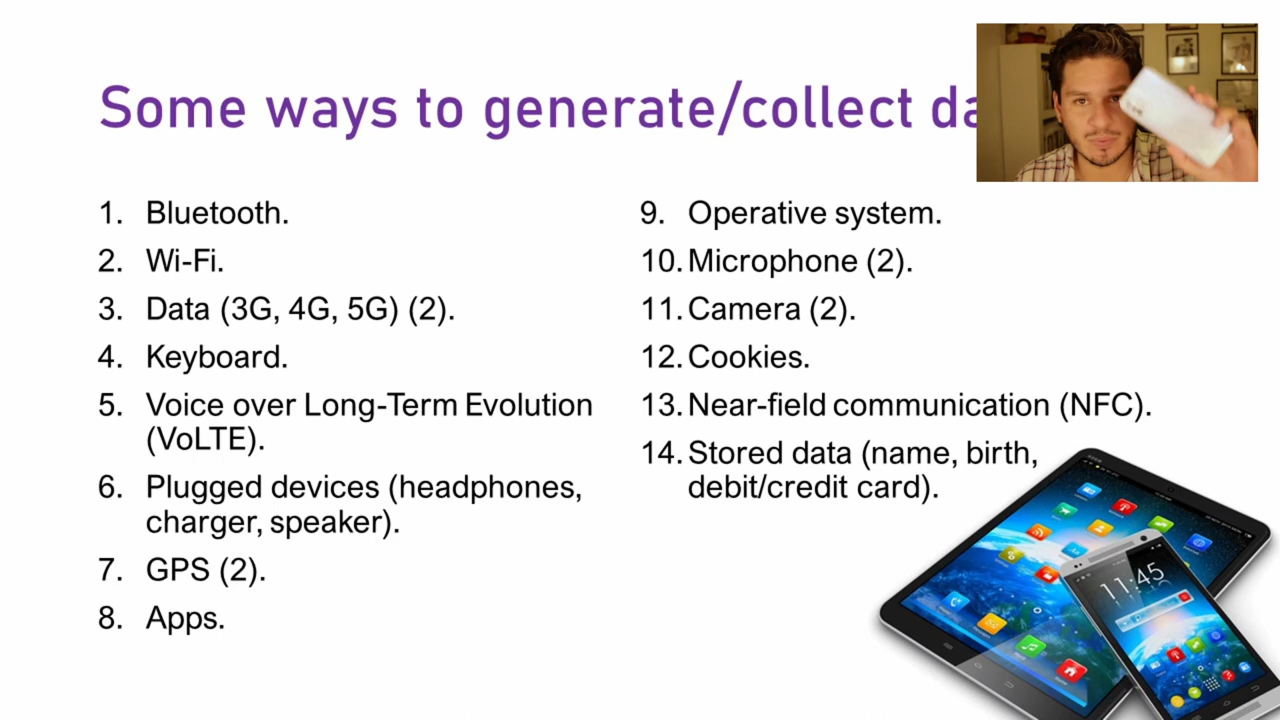 Some ways to generate/collect
1. Bluetooth.
2. Wi-Fi.
3. Data (3G, 4G, 5G) (2).
4. Keyboard.
5. Voice over Long-Term Evolution
(VoLTE).
6. Plugged devices (headphones,
charger, speaker).
7. GPS (2).
8. Apps.
9. Operative system.
10. Microphone (2).
11. Camera (2).
12. Cookies.
13. Near-field communication (NFC).
14. Stored data (name, birth,
debit/credit card).
11:45